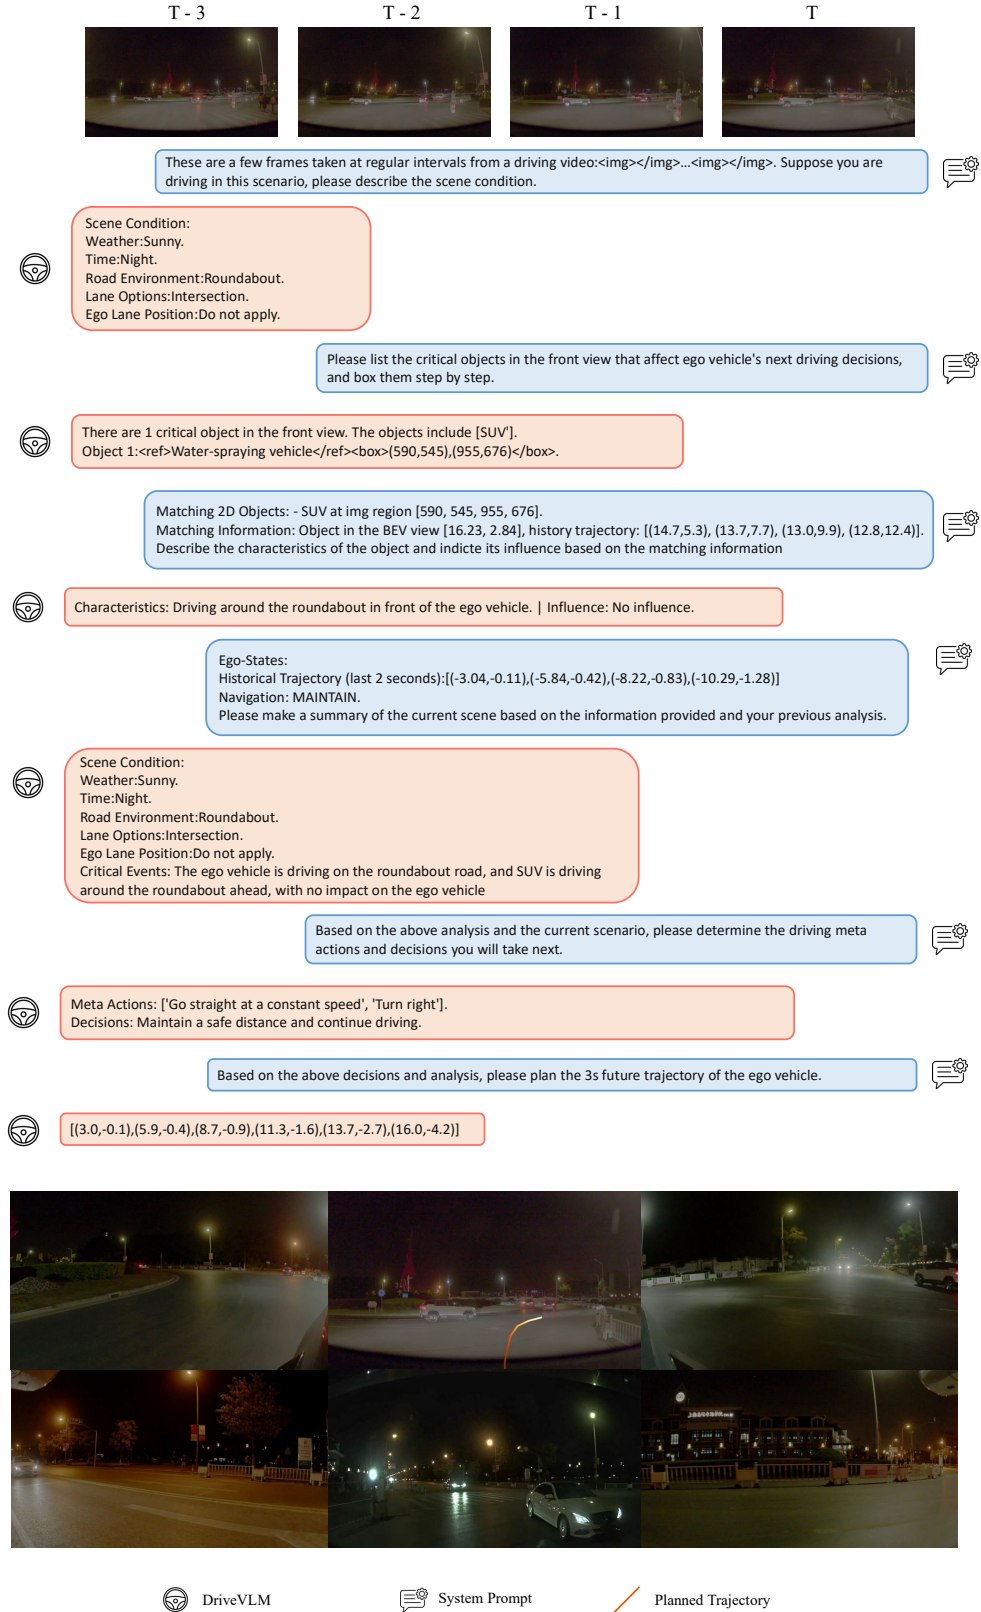 T - 3
T - 2
T - 1
T
These are a few frames taken at regular intervals from a driving video:<img></img>...<img></img>. Suppose you are
driving in this scenario, please describe the scene condition.
Scene Condition:
Weather:Sunny.
Time:Night.
Road Environment:Roundabout.
Lane Options:Intersection.
Ego Lane Position:Do not apply.
Please list the critical objects in the front view that affect ego vehicle's next driving decisions,
and box them step by step.
There are 1 critical object in the front view. The objects include [SUV'].
Object 1:<ref>Water-spraying vehicle</ref><box>(590,545),(955,676)</box>.
Matching 2D Objects: - SUV at img region [590, 545, 955, 676].
Matching Information: Object in the BEV view [16.23, 2.84], history trajectory: [(14.7,5.3), (13.7,7.7), (13.0,9.9), (12.8,12.4)].
Describe the characteristics of the object and indicte its influence based on the matching information
Characteristics: Driving around the roundabout in front of the ego vehicle. | Influence: No influence.
Ego-States:
Historical Trajectory (last 2 seconds):[(-3.04,-0.11),(-5.84,-0.42),(-8.22,-0.83),(-10.29,-1.28)]
Navigation: MAINTAIN.
Please make a summary of the current scene based on the information provided and your previous analysis.
Scene Condition:
Weather:Sunny.
Time:Night.
Road Environment:Roundabout.
Lane Options:Intersection.
Ego Lane Position:Do not apply.
Critical Events: The ego vehicle is driving on the roundabout road, and SUV is driving
around the roundabout ahead, with no impact on the ego vehicle
Based on the above analysis and the current scenario, please determine the driving meta
actions and decisions you will take next.
Meta Actions: ['Go straight at a constant speed', 'Turn right'].
Decisions: Maintain a safe distance and continue driving.
Based on the above decisions and analysis, please plan the 3s future trajectory of the ego vehicle.
[(3.0,-0.1),(5.9,-0.4),(8.7,-0.9),(11.3,-1.6),(13.7,-2.7),(16.0,-4.2)]
DriveVLM
System Prompt
Planned Trajectory